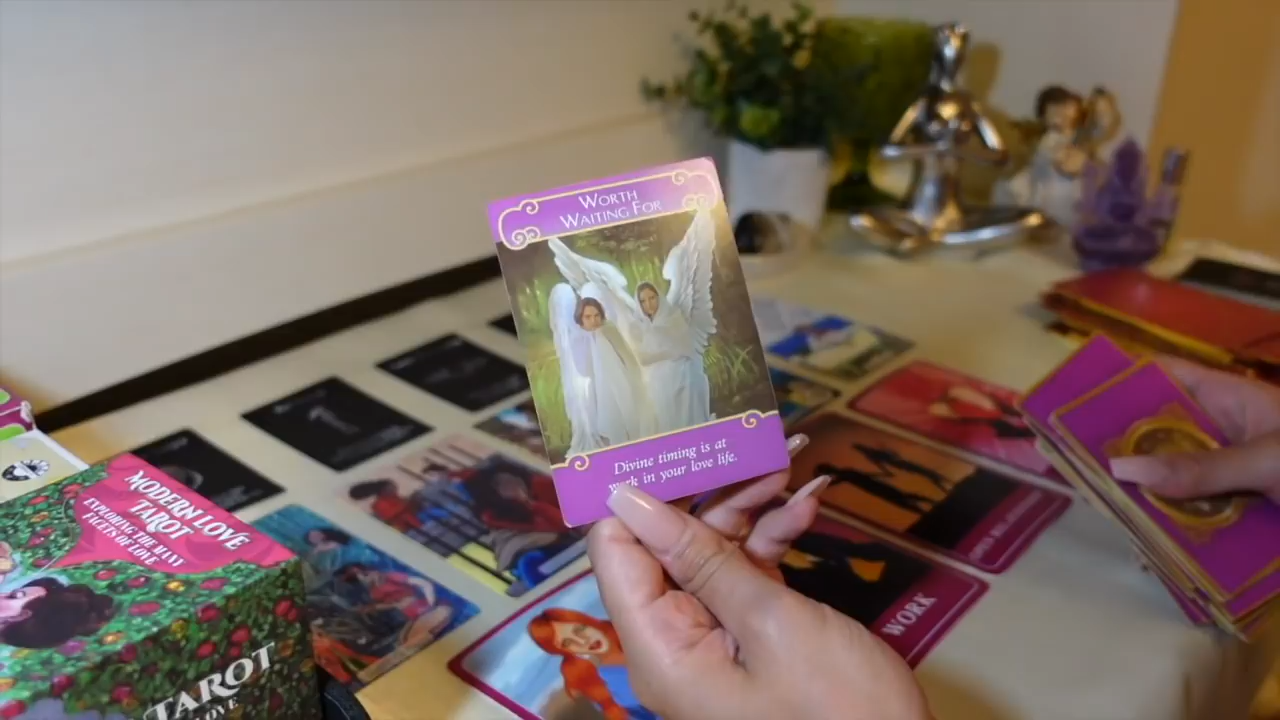 WORTH
WAITING FOR
Divine timing is at
work in your love life.
MODERN LOVE
TAROT
EXPLORING THE MANY
FACETS OF LOVE
TAROT
LOVE
WORK